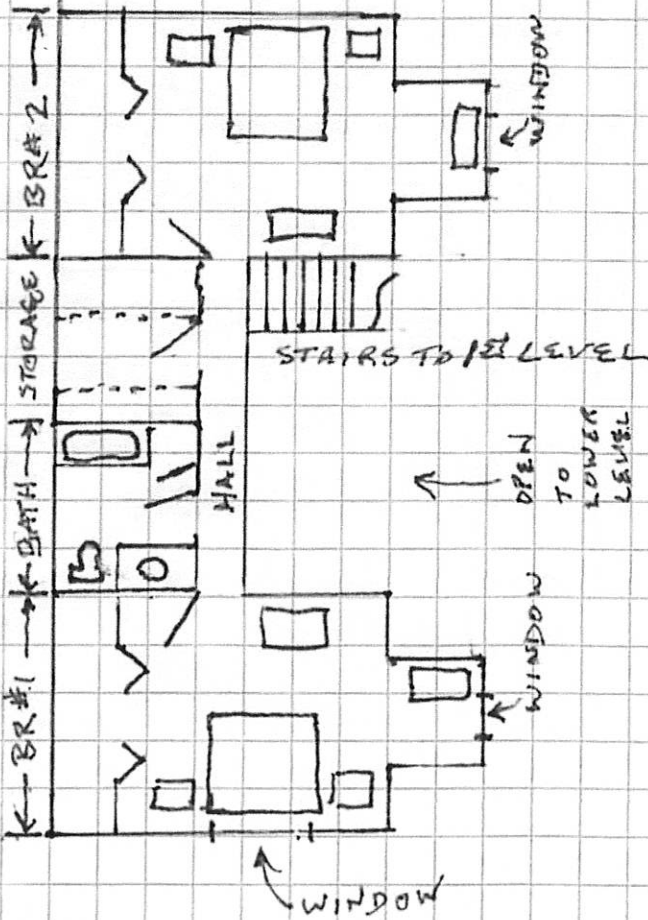 BR#2
WINDOW
STORAGE
STAIRS TO 1st LEVEL
BATH
HALL
OPEN
TO
LOWER
LEVEL
BR#1
WINDOW
WINDOW